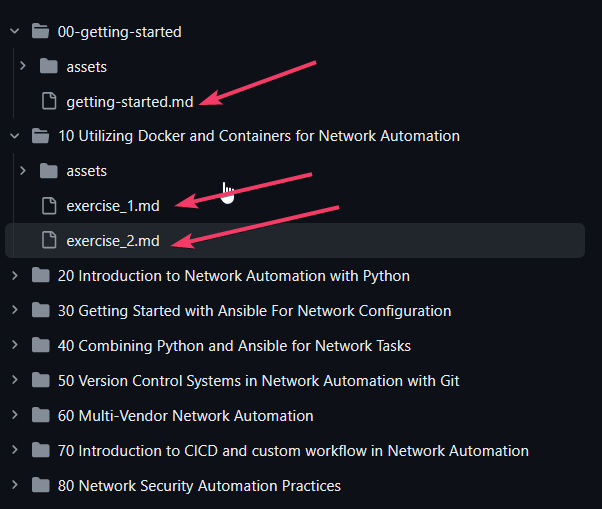 00-getting-started
assets
getting-started.md
10 Utilizing Docker and Containers for Network Automation
assets
exercise_1.md
exercise_2.md
20 Introduction to Network Automation with Python
30 Getting Started with Ansible For Network Configuration
40 Combining Python and Ansible for Network Tasks
50 Version Control Systems in Network Automation with Git
60 Multi-Vendor Network Automation
70 Introduction to CICD and custom workflow in Network Automation
80 Network Security Automation Practices